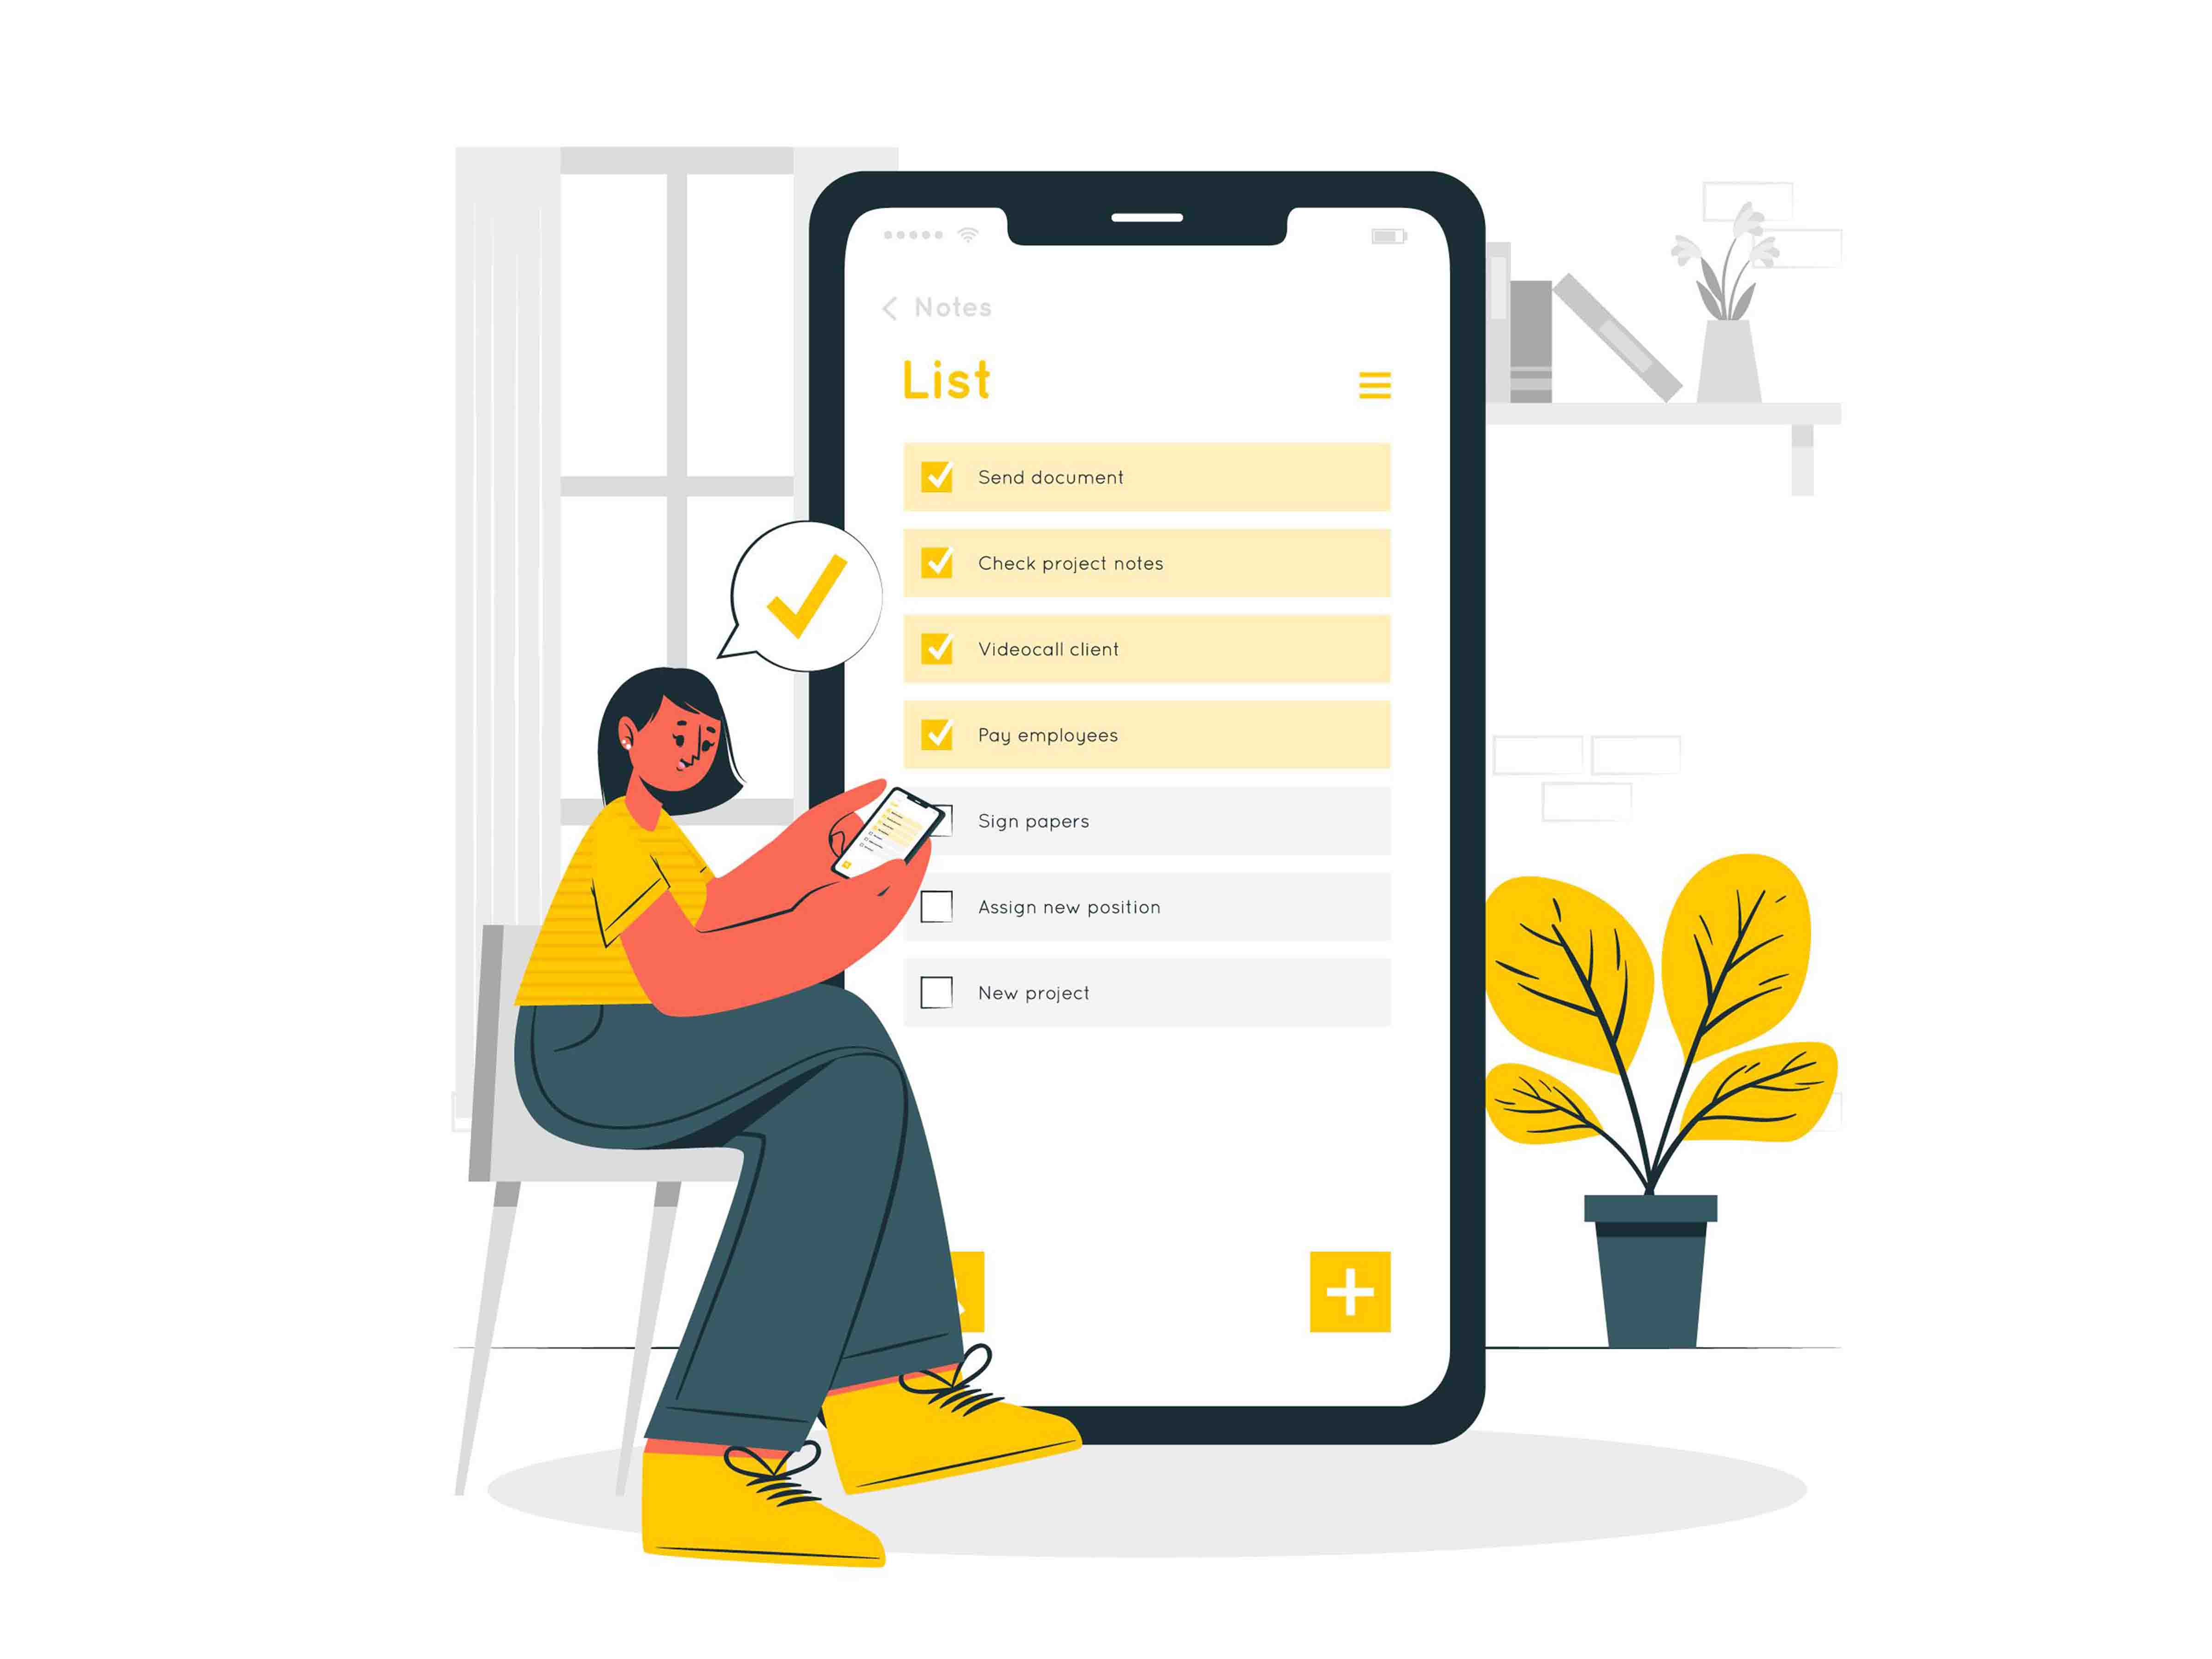 Notes
List
Send document
Check project notes
Videocall client
Pay employees
Sign papers
Assign new position
New project